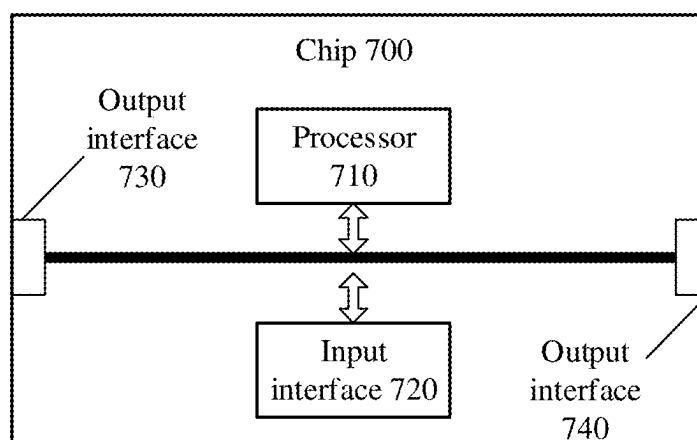 Chip 700
Output
interface
730
Processor
710
Input
interface 720
Output
interface
740